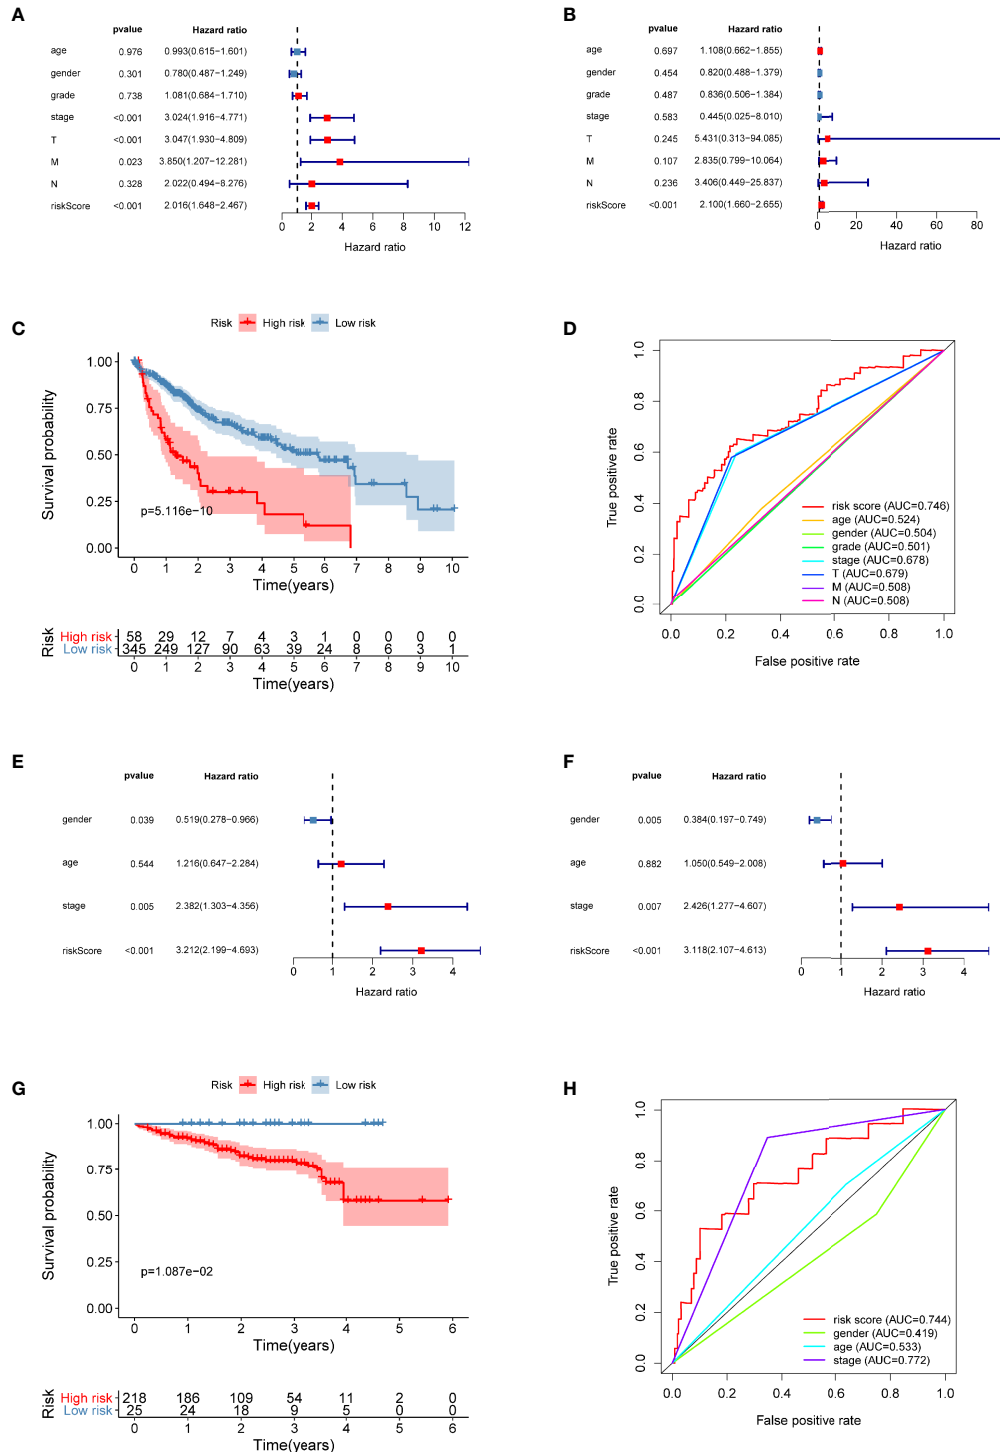 A
pvalue Hazard ratio
age 0.976 0.993(0.615−1.601)
gender 0.301 0.780(0.487−1.249)
grade 0.738 1.081(0.684−1.710)
stage <0.001 3.024(1.916−4.771)
T <0.001 3.047(1.930−4.809)
M 0.023 3.850(1.207−12.281)
N 0.328 2.022(0.494−8.276)
riskScore <0.001 2.016(1.648−2.467)
0 2 4 6 8 10 12
Hazard ratio
B
pvalue Hazard ratio
age 0.697 1.108(0.662−1.855)
gender 0.454 0.820(0.488−1.379)
grade 0.487 0.836(0.506−1.384)
stage 0.583 0.445(0.025−8.010)
T 0.245 5.431(0.313−94.085)
M 0.107 2.835(0.799−10.064)
N 0.236 3.406(0.449−25.837)
riskScore <0.001 2.100(1.660−2.655)
0 20 40 60 80
Hazard ratio
C
Risk High risk Low risk
Survival probability
1.00
0.75
0.50
0.25
0.00
p=5.116e−10
0 1 2 3 4 5 6 7 8 9 10
Time(years)
Risk
High risk 58 29 12 7 4 3 1 0 0 0 0
Low risk 345 249 127 90 63 39 24 8 6 3 1
0 1 2 3 4 5 6 7 8 9 10
Time(years)
D
True positive rate
1.0
0.8
0.6
0.4
0.2
0.0
risk score (AUC=0.746)
age (AUC=0.524)
gender (AUC=0.504)
grade (AUC=0.501)
stage (AUC=0.678)
T (AUC=0.679)
M (AUC=0.508)
N (AUC=0.508)
0.0 0.2 0.4 0.6 0.8 1.0
False positive rate
E
pvalue Hazard ratio
gender 0.039 0.519(0.278−0.966)
age 0.544 1.216(0.647−2.284)
stage 0.005 2.382(1.303−4.356)
riskScore <0.001 3.212(2.199−4.693)
0 1 2 3 4
Hazard ratio
F
pvalue Hazard ratio
gender 0.005 0.384(0.197−0.749)
age 0.882 1.050(0.549−2.008)
stage 0.007 2.426(1.277−4.607)
riskScore <0.001 3.118(2.107−4.613)
0 1 2 3 4
Hazard ratio
G
Risk High risk Low risk
Survival probability
1.00
0.75
0.50
0.25
0.00
p=1.087e−02
0 1 2 3 4 5 6
Time(years)
Risk
High risk 218 186 109 54 11 2 0
Low risk 25 24 18 9 5 0 0
0 1 2 3 4 5 6
Time(years)
H
True positive rate
1.0
0.8
0.6
0.4
0.2
0.0
risk score (AUC=0.744)
gender (AUC=0.419)
age (AUC=0.533)
stage (AUC=0.772)
0.0 0.2 0.4 0.6 0.8 1.0
False positive rate